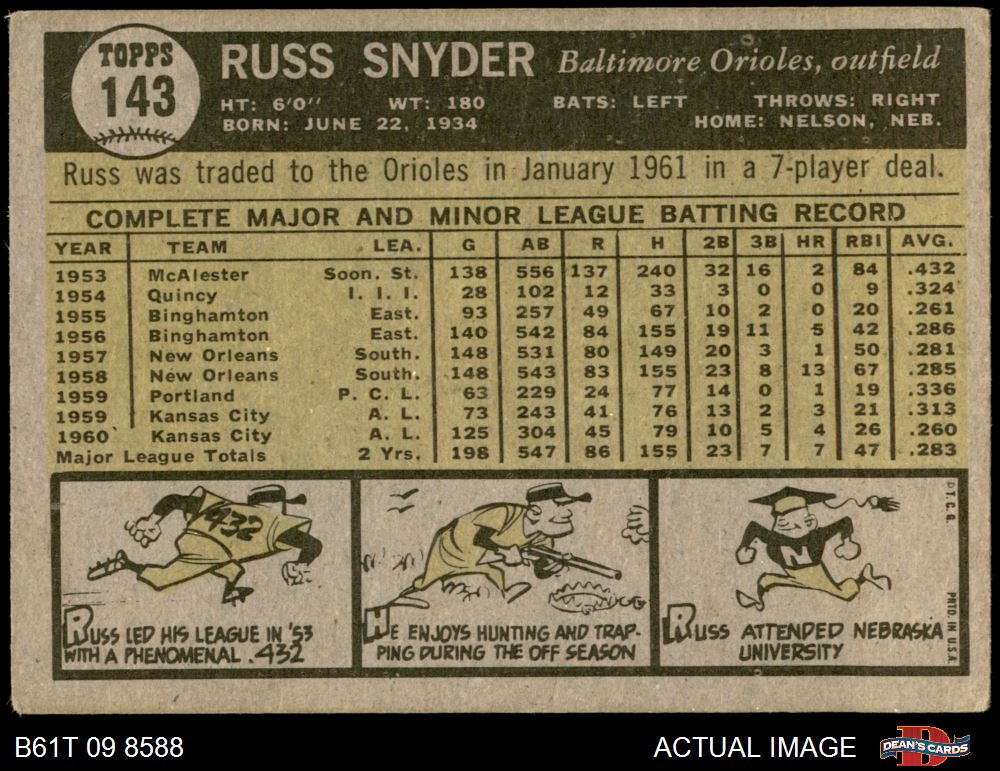 TOPPS
143
RUSS SNYDER Baltimore Orioles, outfield
HT: 6'0" WT: 180 BATS: LEFT THROWS: RIGHT
BORN: JUNE 22, 1934 HOME: NELSON, NEB.
Russ was traded to the Orioles in January 1961 in a 7-player deal.
COMPLETE MAJOR AND MINOR LEAGUE BATTING RECORD
YEAR TEAM LEA. G AB R H 2B 3B HR RBI AVG.
1953 McAlester Soon. St. 138 556 137 240 32 16 2 84 .432
1954 Quincy I. I. I. 28 102 12 33 3 0 0 9 .324
1955 Binghamton East. 93 257 49 67 10 2 0 20 .261
1956 Binghamton East. 140 542 84 155 19 11 5 42 .286
1957 New Orleans South. 148 531 80 149 20 3 1 50 .281
1958 New Orleans South. 148 543 83 155 23 8 13 67 .285
1959 Portland P. C. L. 63 229 24 77 14 0 1 19 .336
1959 Kansas City A. L. 73 243 41 76 13 2 3 21 .313
1960 Kansas City A. L. 125 304 45 79 10 5 4 26 .260
Major League Totals 2 Yrs. 198 547 86 155 23 7 7 47 .283
432
RUSS LED HIS LEAGUE IN '53
WITH A PHENOMENAL .432
HE ENJOYS HUNTING AND TRAP-
PING DURING THE OFF SEASON
N
RUSS ATTENDED NEBRASKA
UNIVERSITY
© T. C. G.
PRTD. IN U.S.A.
B61T 09 8588
ACTUAL IMAGE
DEAN'S CARDS